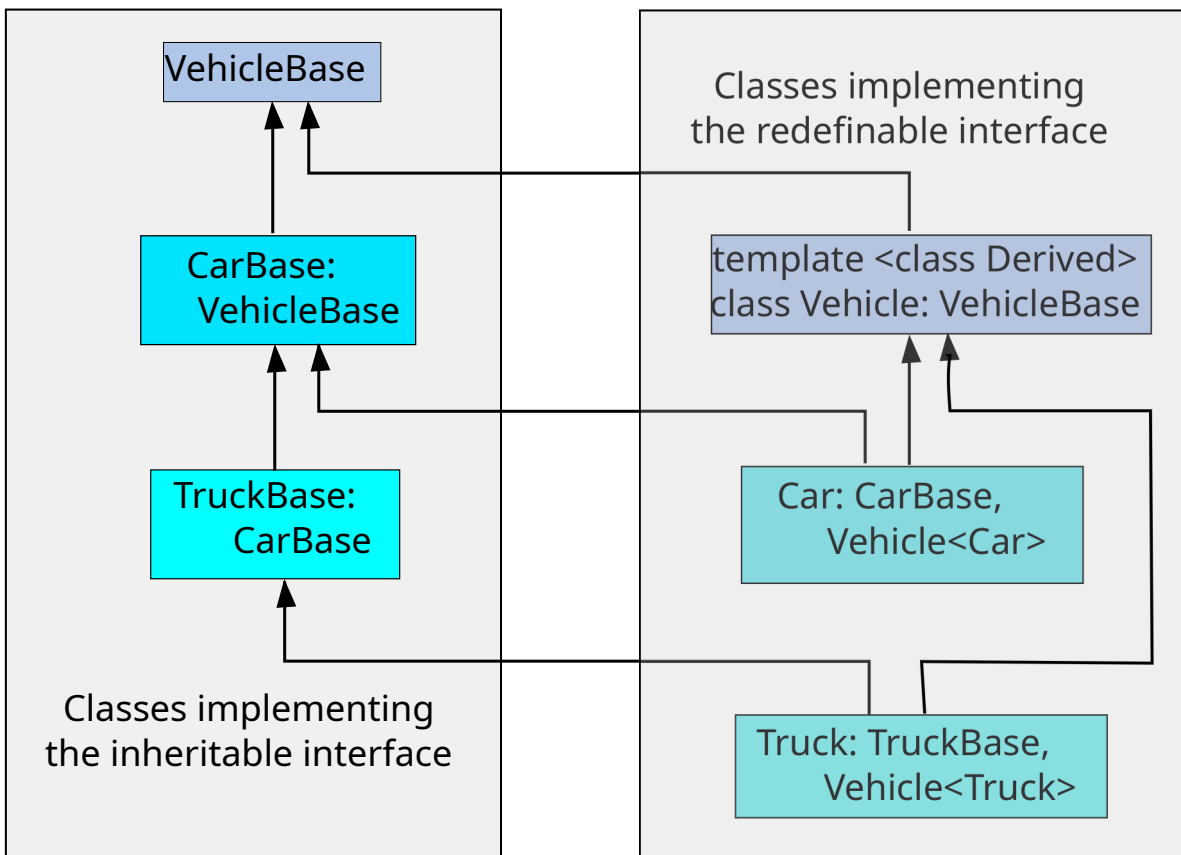 VehicleBase
CarBase:
VehicleBase
TruckBase:
CarBase
Classes implementing
the inheritable interface
Classes implementing
the redefinable interface
template <class Derived>
class Vehicle: VehicleBase
Car: CarBase,
Vehicle<Car>
Truck: TruckBase,
Vehicle<Truck>